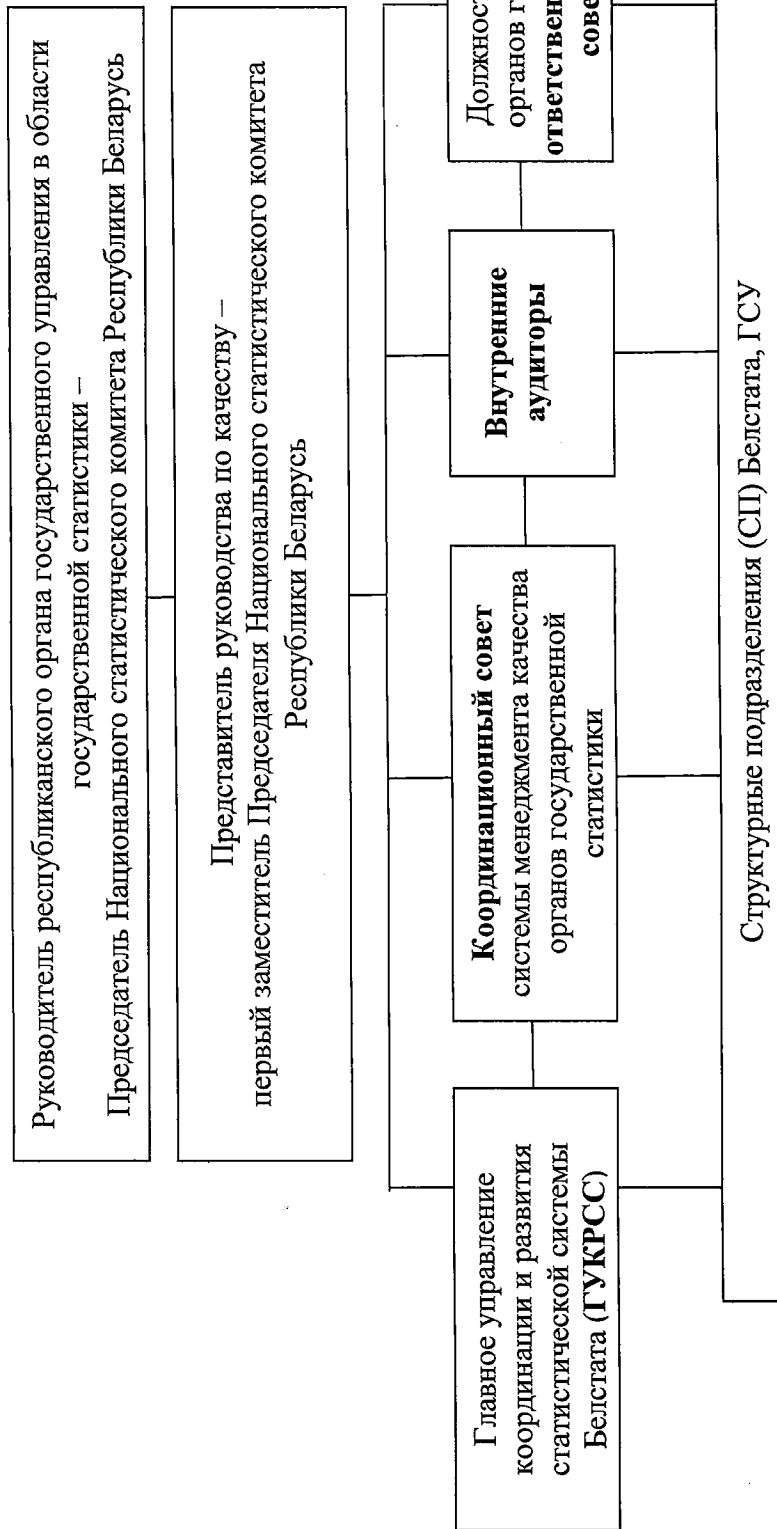 Руководитель республиканского органа государственного управления в области
государственной статистики –
Председатель Национального статистического комитета Республики Беларусь
Представитель руководства по качеству –
первый заместитель Председателя Национального статистического комитета
Республики Беларусь
Главное управление
координации и развития
статистической системы
Белстата (ГУКРСС)
Координационный совет
системы менеджмента качества
органов государственной
статистики
Внутренние
аудиторы
органов
Структурные подразделения (СП) Белстата, ГСУ